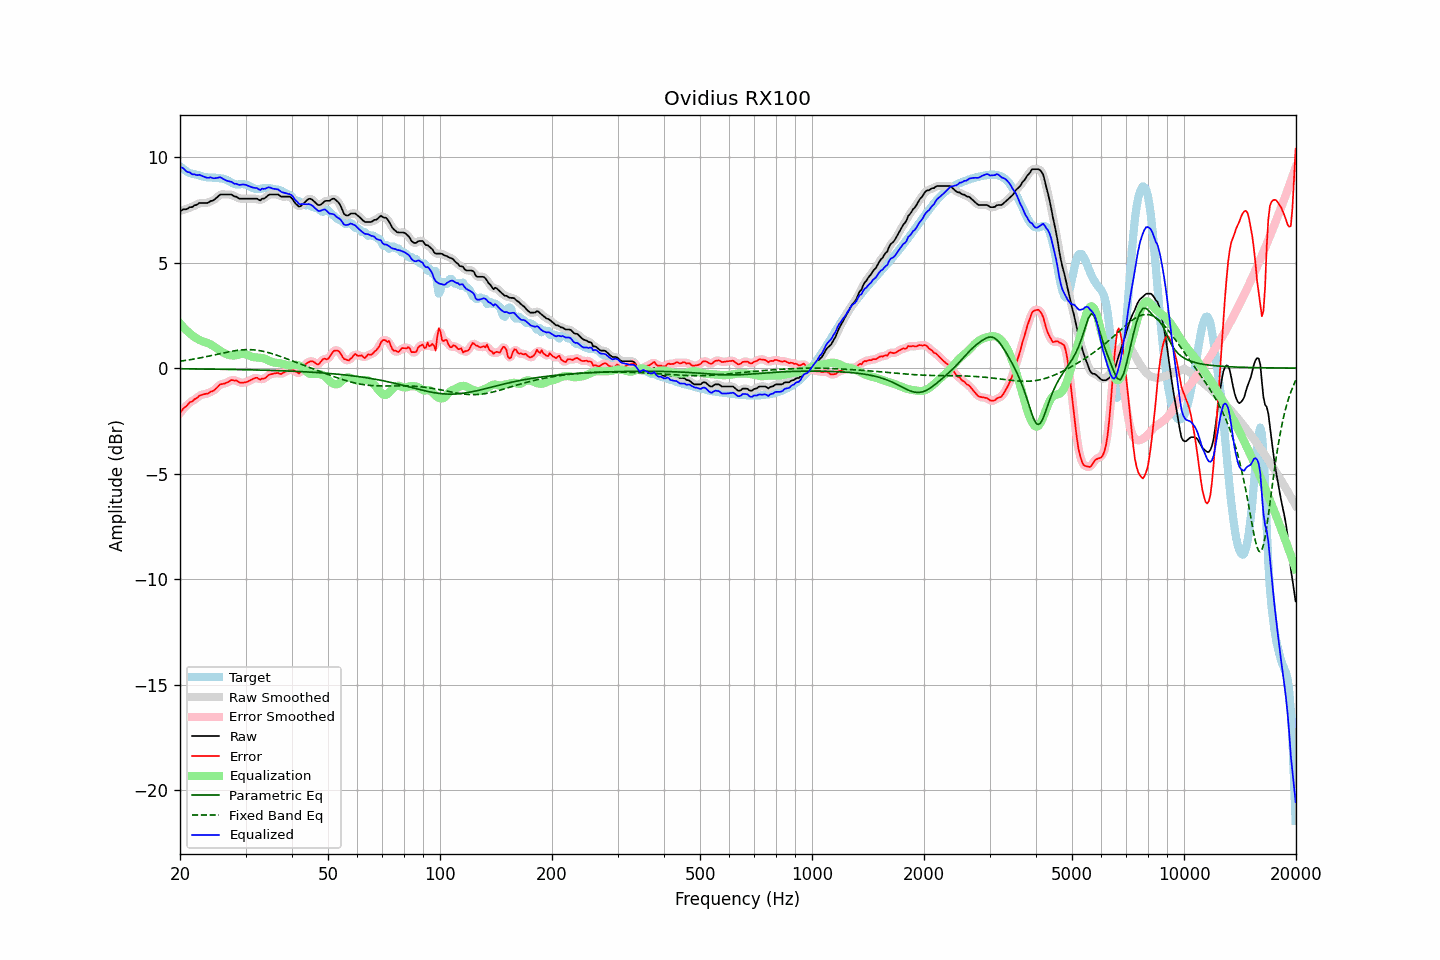 Ovidius RX100
10
5
0
−5
−10
−15
−20
Amplitude (dBr)
Target
Raw Smoothed
Error Smoothed
Raw
Error
Equalization
Parametric Eq
Fixed Band Eq
Equalized
20 50 100 200 500 1000 2000 5000 10000 20000
Frequency (Hz)